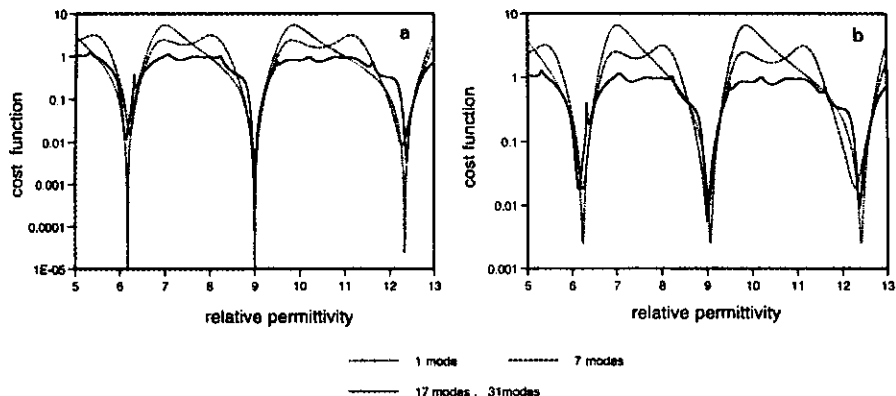 a
cost function
10
1
0.1
0.01
0.001
0.0001
1E-05
5 6 7 8 9 10 11 12 13
relative permittivity
b
cost function
10
1
0.1
0.01
0.001
5 6 7 8 9 10 11 12 13
relative permittivity
1 mode
7 modes
17 modes , 31modes